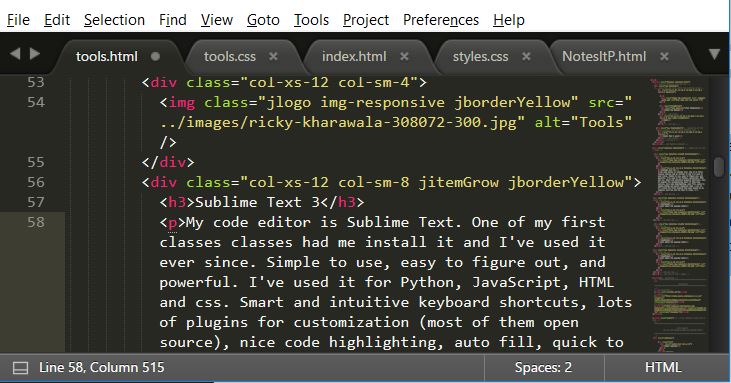 File Edit Selection Find View Goto Tools Project Preferences Help
tools.html tools.css index.html styles.css NotesItP.html
53 <div class="col-xs-12 col-sm-4">
54 <img class="jlogo img-responsive jborderYellow" src="
../images/ricky-kharawala-308072-300.jpg" alt="Tools"
/>
55 </div>
56 <div class="col-xs-12 col-sm-8 jitemGrow jborderYellow">
57 <h3>Sublime Text 3</h3>
58 <p>My code editor is Sublime Text. One of my first
classes classes had me install it and I've used it
ever since. Simple to use, easy to figure out, and
powerful. I've used it for Python, JavaScript, HTML
and css. Smart and intuitive keyboard shortcuts, lots
of plugins for customization (most of them open
source), nice code highlighting, auto fill, quick to
Line 58, Column 515 Spaces: 2 HTML